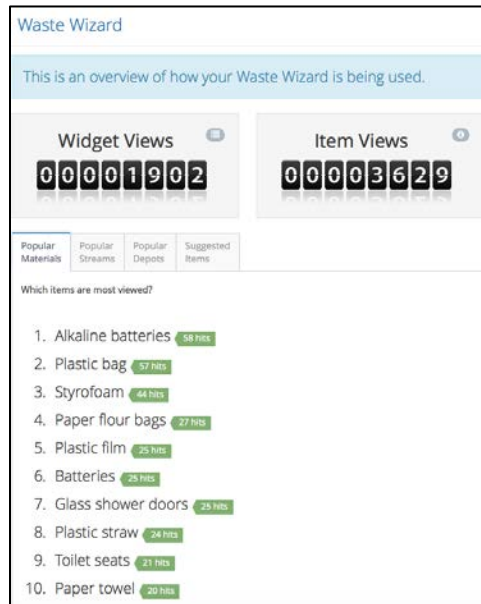 Waste Wizard
This is an overview of how your Waste Wizard is being used.
Widget Views
00001902
Item Views
00003629
Popular Materials
Popular Streams
Popular Depots
Suggested Items
Which items are most viewed?
1. Alkaline batteries 58 hits
2. Plastic bag 57 hits
3. Styrofoam 44 hits
4. Paper flour bags 27 hits
5. Plastic film 25 hits
6. Batteries 25 hits
7. Glass shower doors 25 hits
8. Plastic straw 24 hits
9. Toilet seats 21 hits
10. Paper towel 20 hits